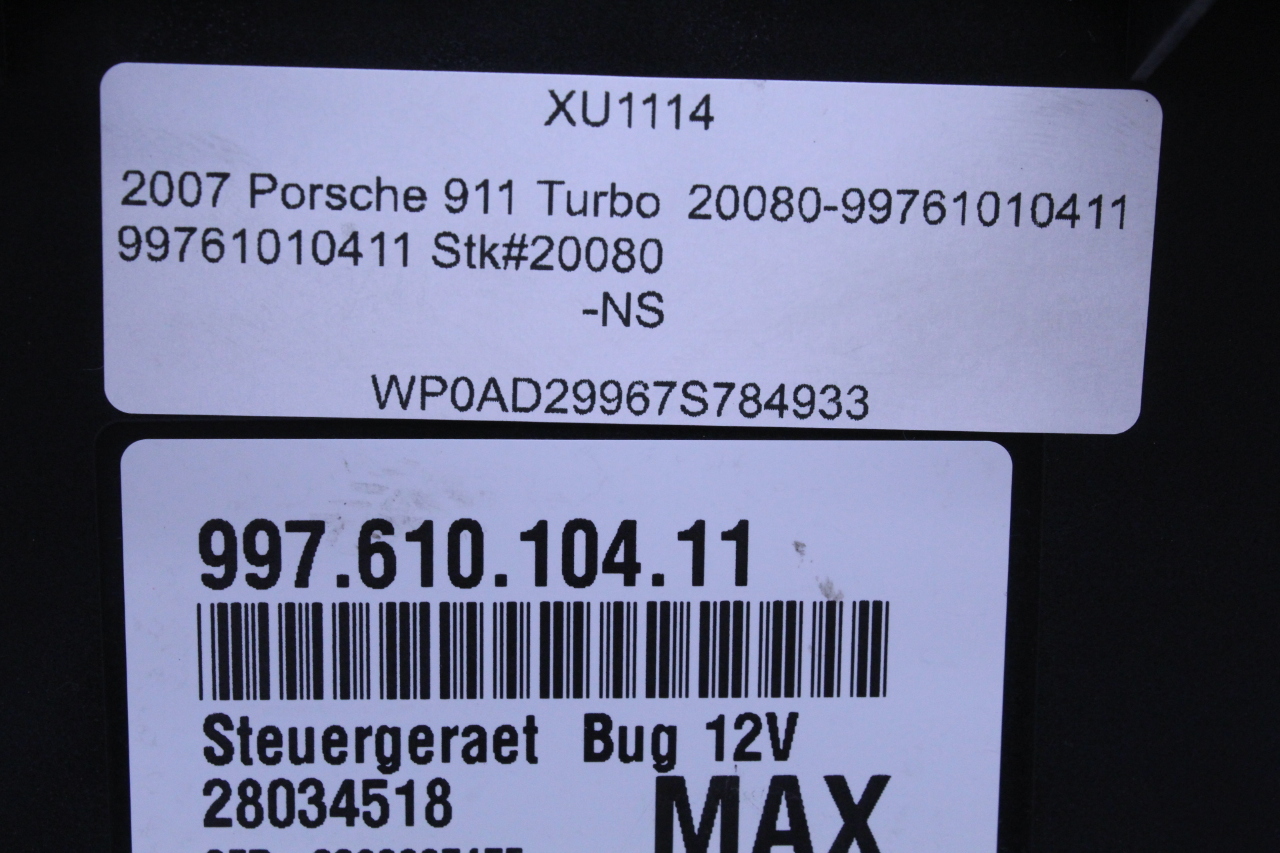 XU1114
2007 Porsche 911 Turbo 20080-99761010411
99761010411 Stk#20080
-NS
WP0AD29967S784933
997.610.104.11
Steuergeraet Bug 12V
28034518
MAX